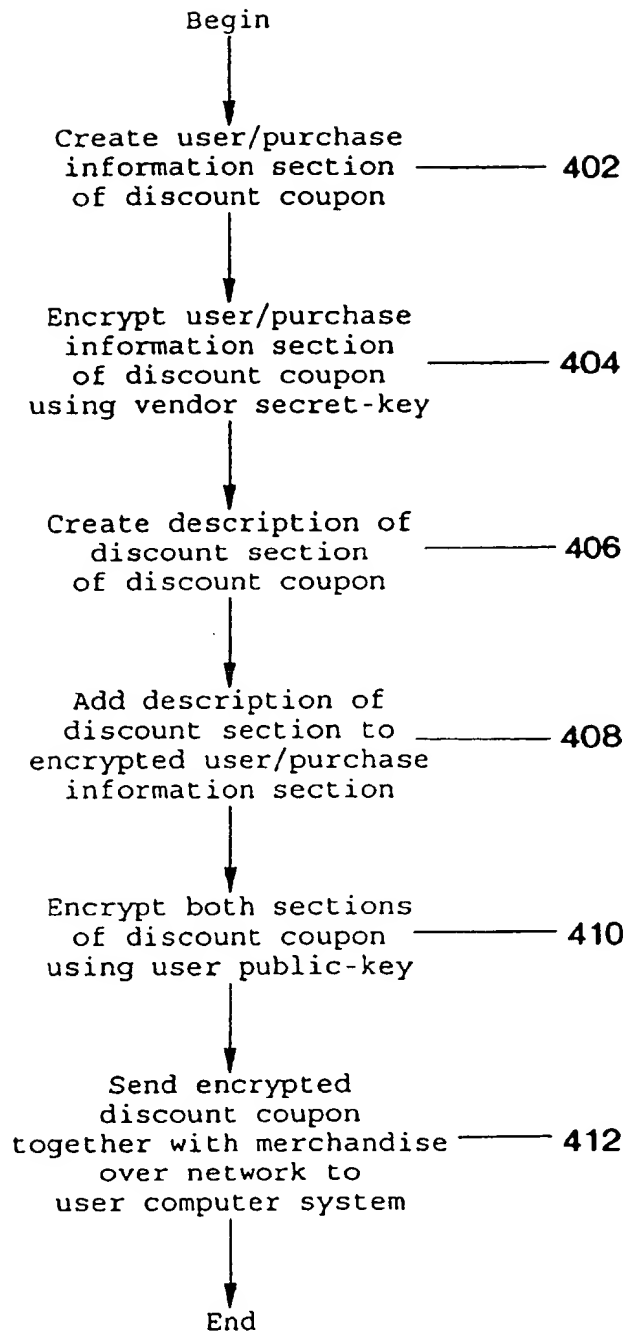 Begin
Create user/purchase
information section
of discount coupon
402
Encrypt user/purchase
information section
of discount coupon
using vendor secret-key
404
Create description of
discount section
of discount coupon
406
Add description of
discount section to
encrypted user/purchase
information section
408
Encrypt both sections
of discount coupon
using user public-key
410
Send encrypted
discount coupon
together with merchandise
over network to
user computer system
412
End